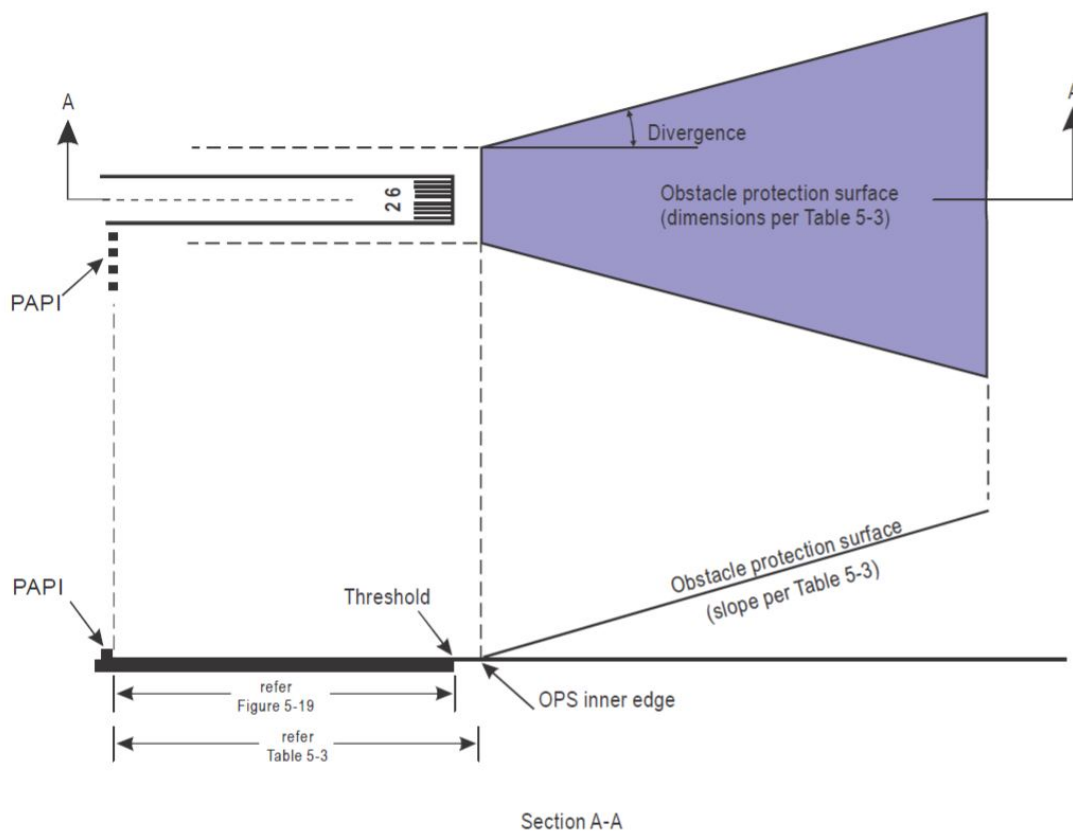 A
A
Divergence
26
Obstacle protection surface
(dimensions per Table 5-3)
PAPI
Obstacle protection surface
(slope per Table 5-3)
PAPI
Threshold
refer
Figure 5-19
OPS inner edge
refer
Table 5-3
Section A-A